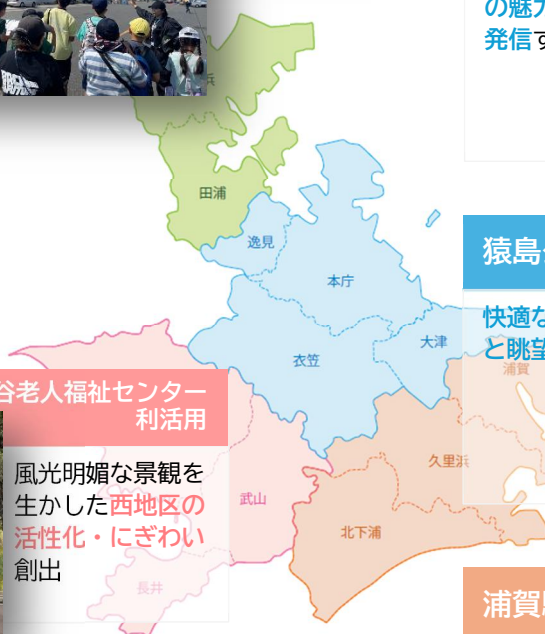 の魅力
発信す
浜
田浦
逸見
本庁
猿島
衣笠
大津
快適な
と眺望
浦賀
谷老人福祉センター
利活用
久里浜
風光明媚な景観を
生かした西地区の
活性化・にぎわい
創出
武山
北下浦
長井
浦賀